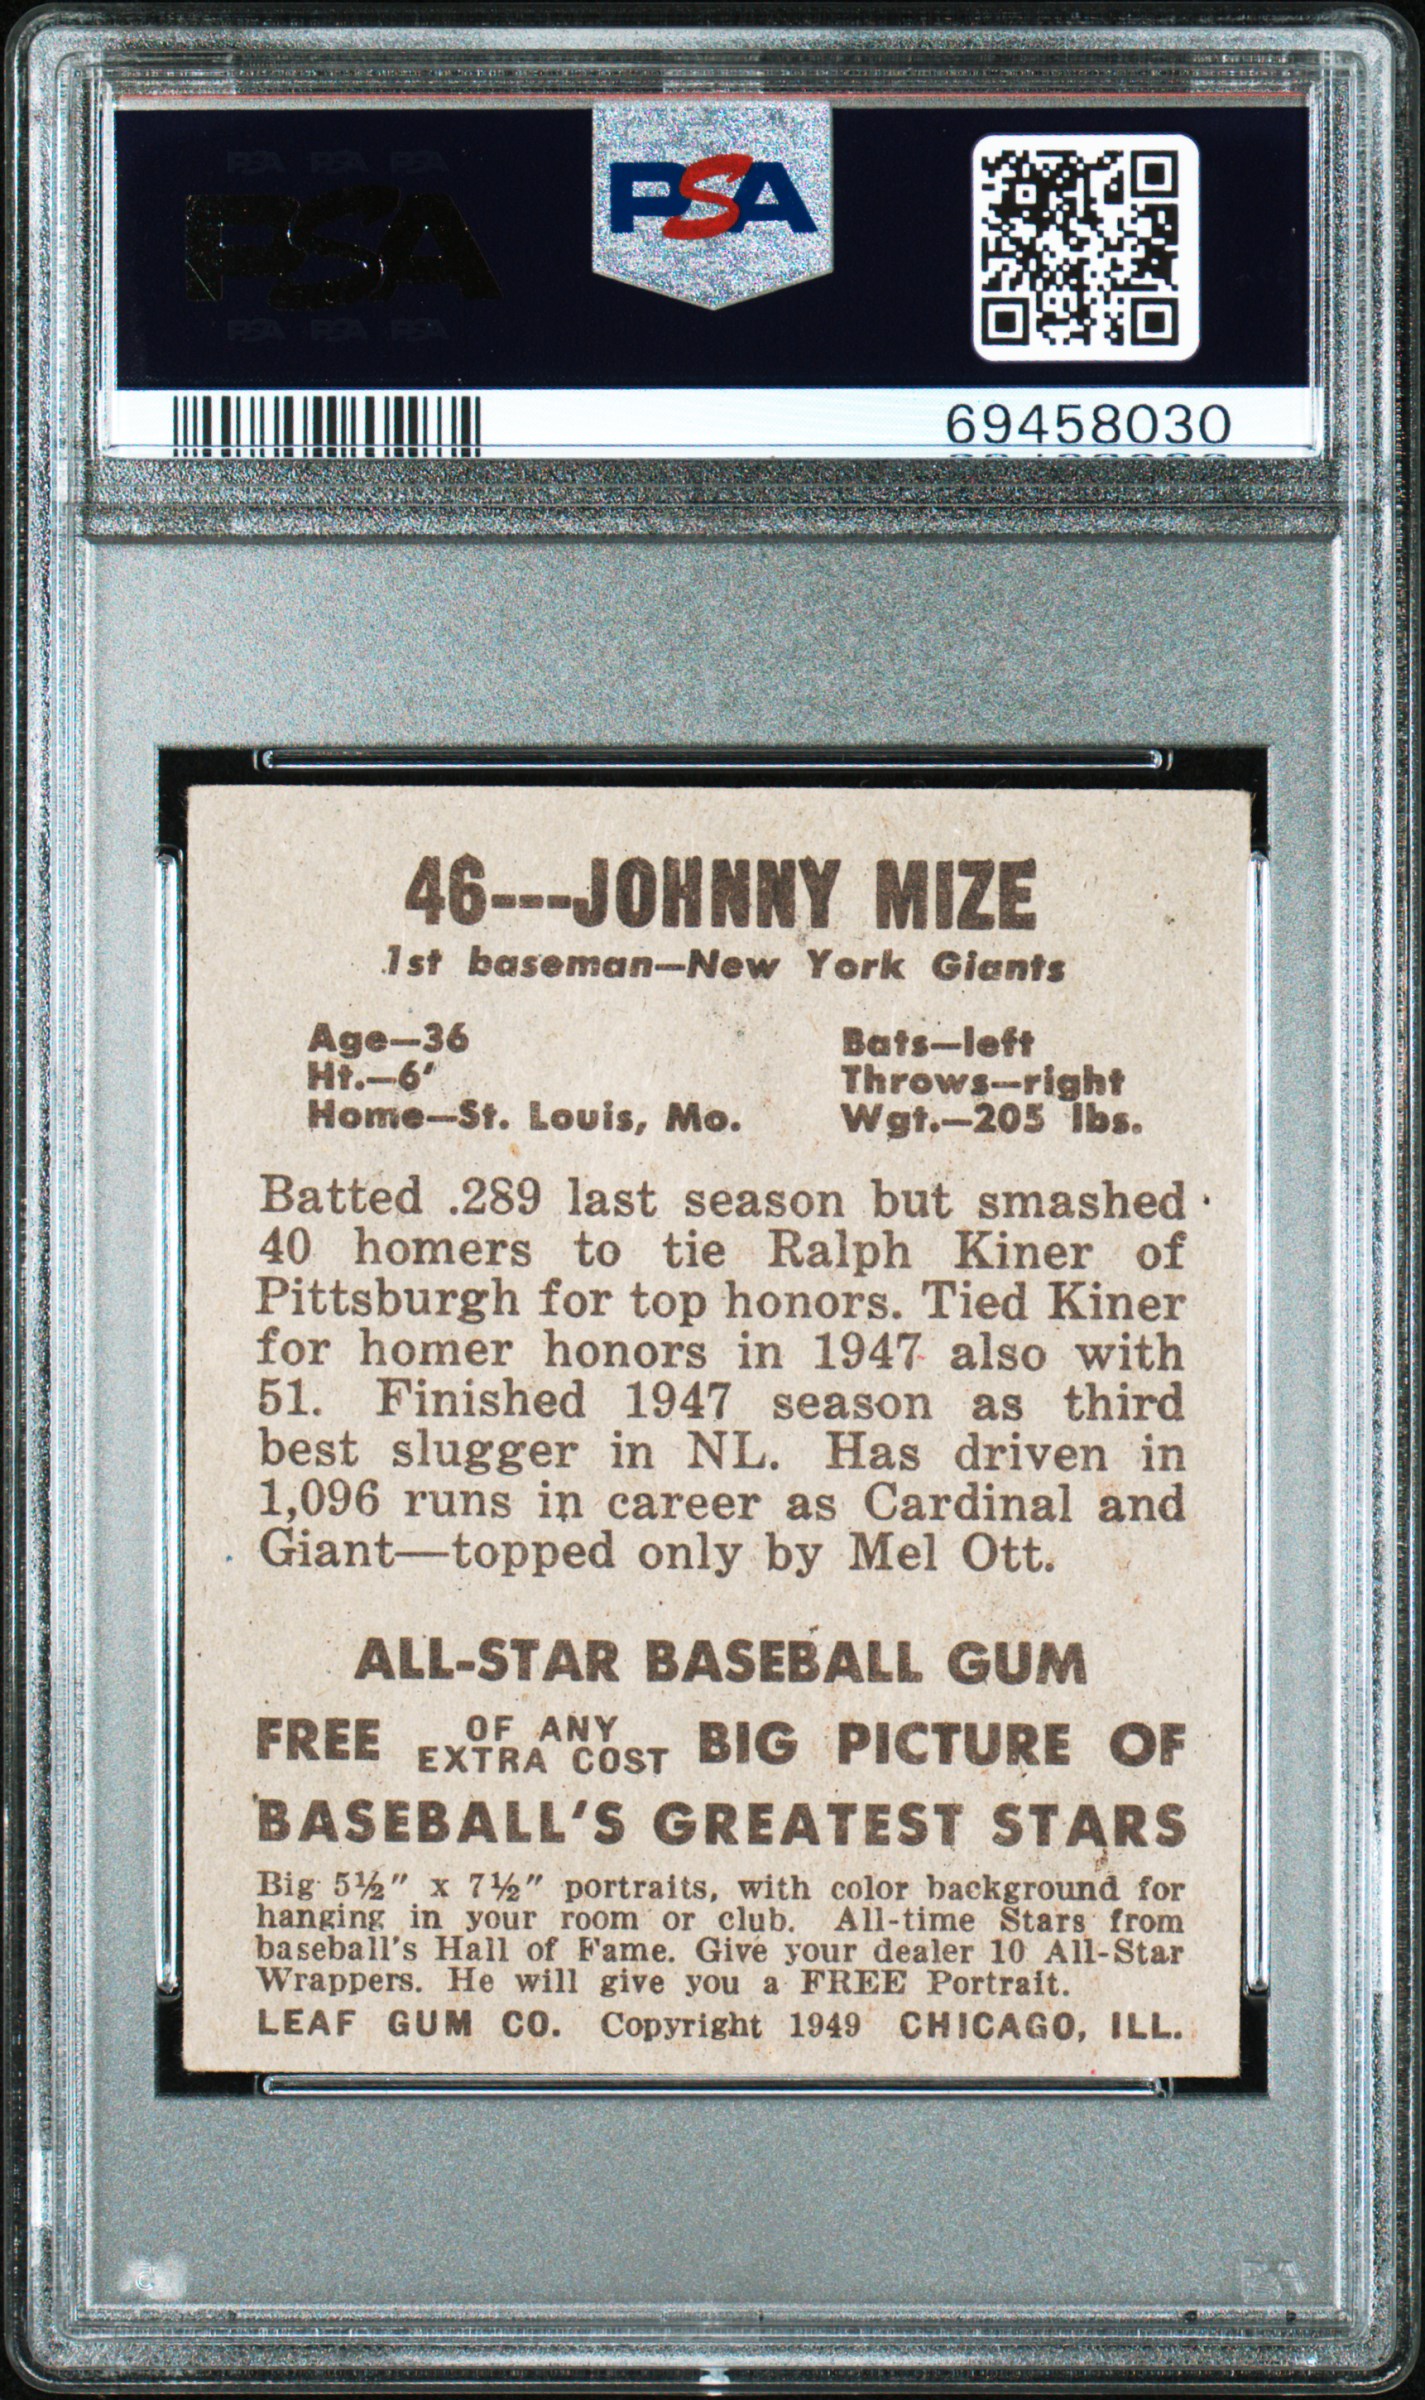 PSA PSA PSA
PSA
PSA PSA PSA
PSA
69458030
46---JOHNNY MIZE
1st baseman—New York Giants
Age—36
Ht.—6'
Home—St. Louis, Mo.
Bats—left
Throws—right
Wgt.—205 lbs.
Batted .289 last season but smashed
40 homers to tie Ralph Kiner of
Pittsburgh for top honors. Tied Kiner
for homer honors in 1947 also with
51. Finished 1947 season as third
best slugger in NL. Has driven in
1,096 runs in career as Cardinal and
Giant—topped only by Mel Ott.
ALL-STAR BASEBALL GUM
FREE OF ANY EXTRA COST BIG PICTURE OF
BASEBALL'S GREATEST STARS
Big 5½" x 7½" portraits, with color background for
hanging in your room or club. All-time Stars from
baseball's Hall of Fame. Give your dealer 10 All-Star
Wrappers. He will give you a FREE Portrait.
LEAF GUM CO. Copyright 1949 CHICAGO, ILL.